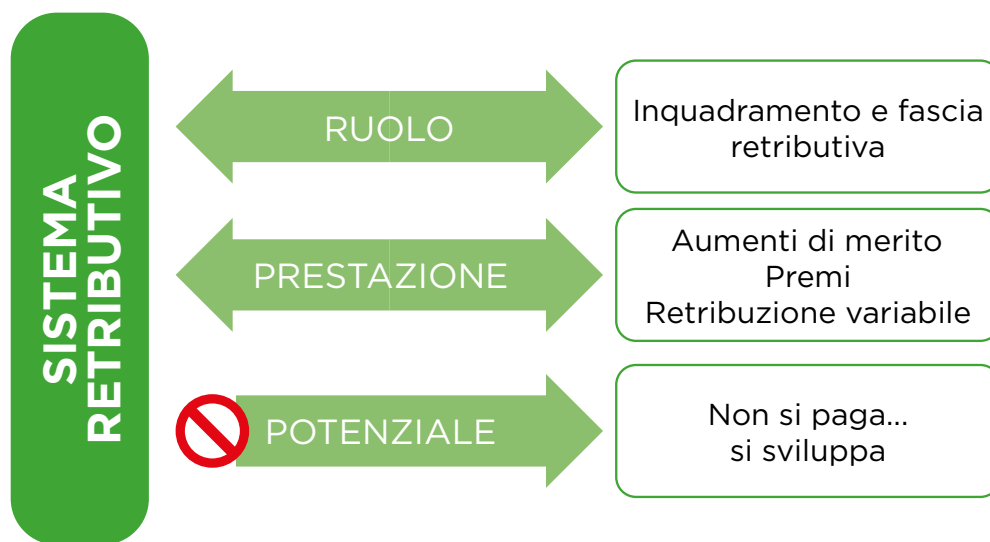 SISTEMA
RETRIBUTIVO
RUOLO
Inquadramento e fascia
retributiva
PRESTAZIONE
Aumenti di merito
Premi
Retribuzione variabile
POTENZIALE
Non si paga...
si sviluppa